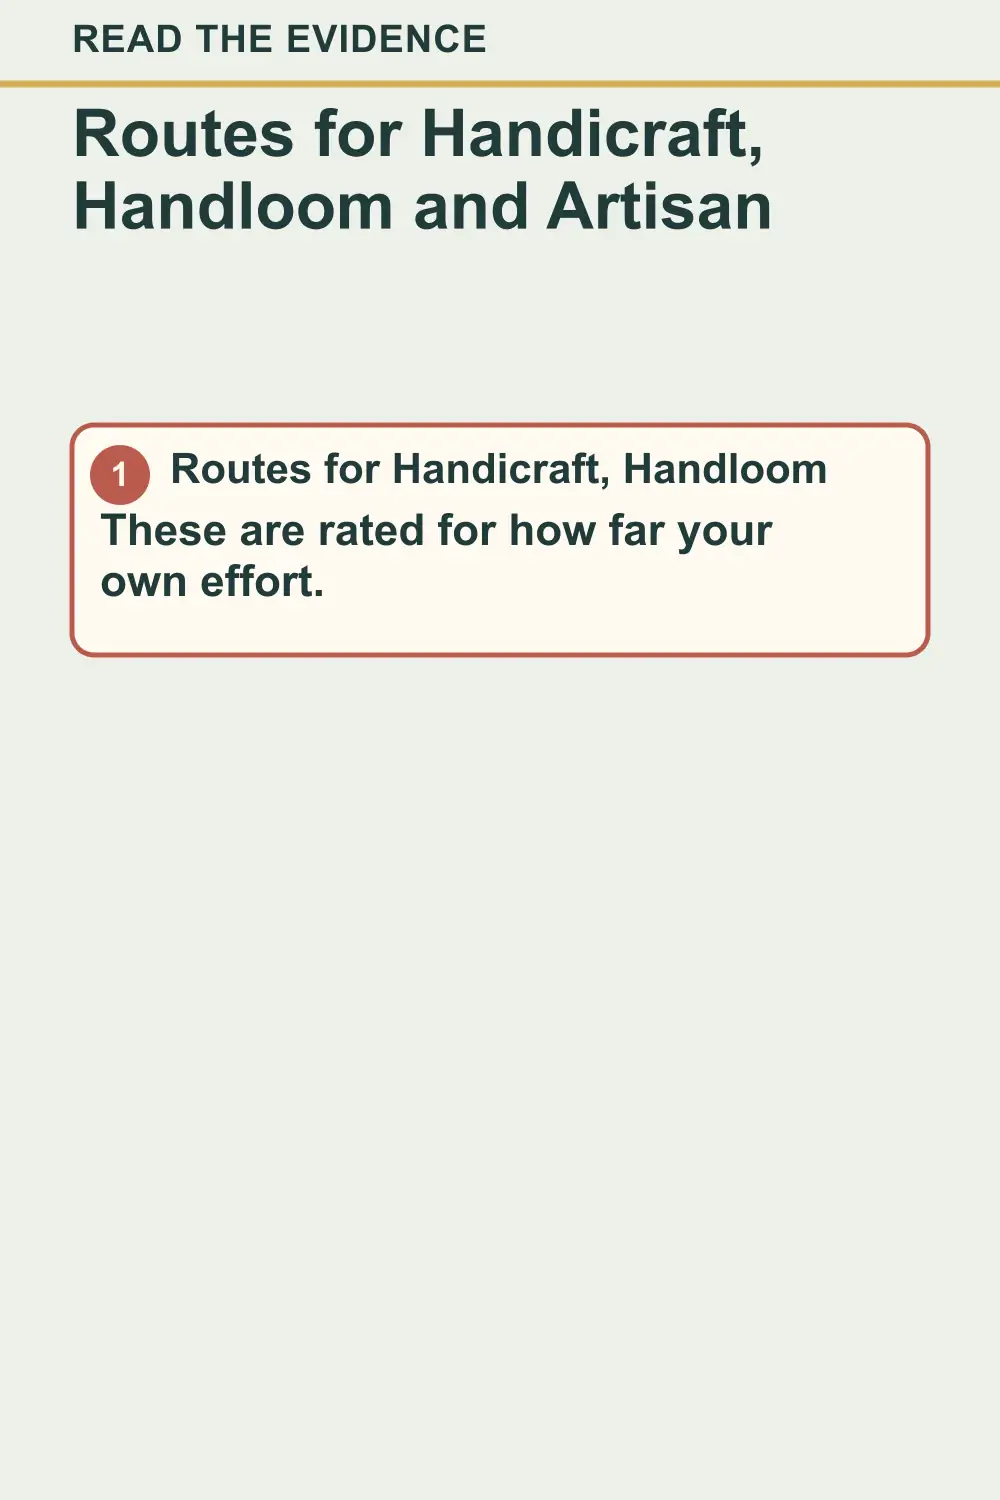 READ THE EVIDENCE
Routes for Handicraft,
Handloom and Artisan
1 Routes for Handicraft, Handloom
These are rated for how far your
own effort.